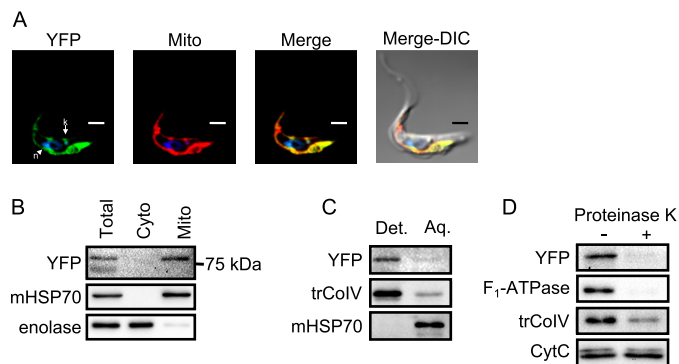 A
YFP Mito Merge Merge-DIC
k
n
B
Total Cyto Mito
YFP
75 kDa
mHSP70
enolase
C
Det. Aq.
YFP
trCoIV
mHSP70
D
Proteinase K
- +
YFP
F₁-ATPase
trCoIV
CytC